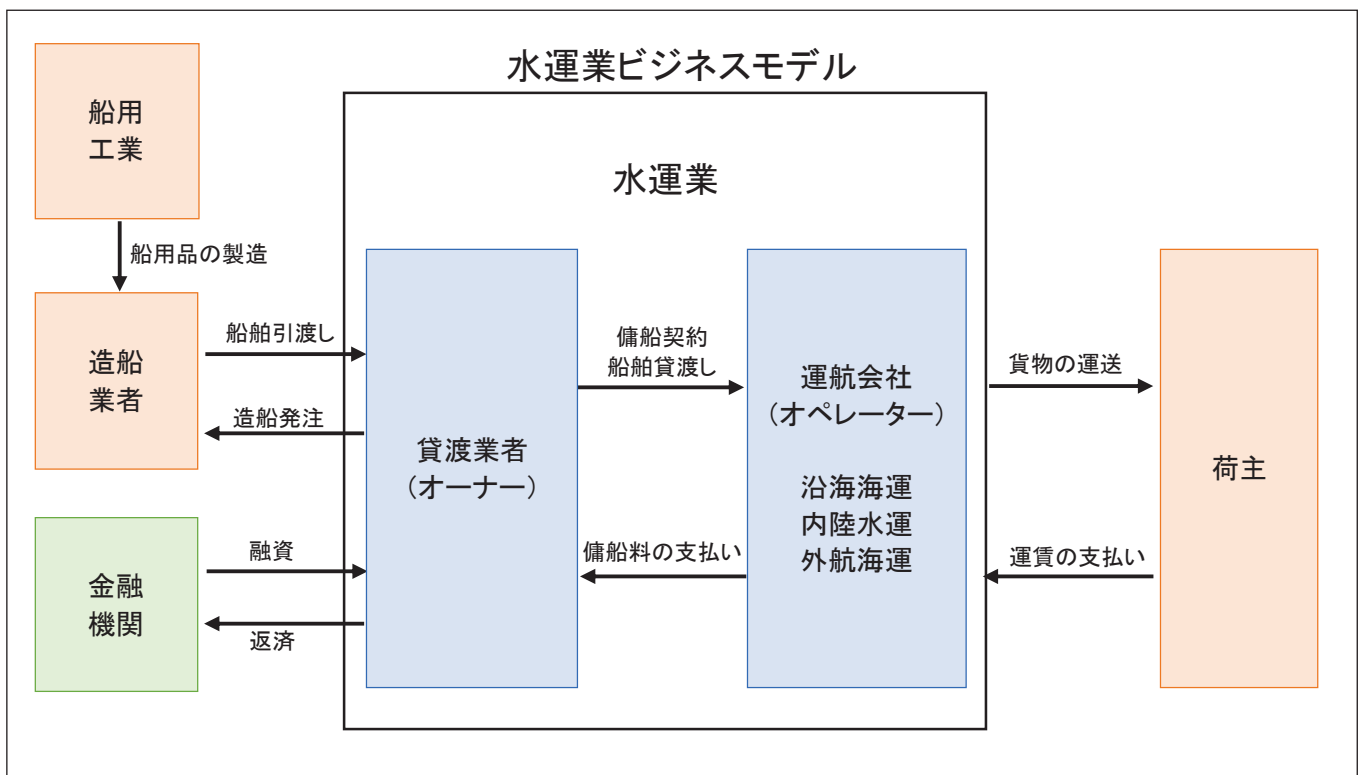 水運業ビジネスモデル
船用
工業
水運業
船用品の製造
造船
業者
船舶引渡し
造船発注
貸渡業者
（オーナー）
傭船契約
船舶貸渡し
傭船料の支払い
運航会社
（オペレーター）
沿海海運
内陸水運
外航海運
貨物の運送
運賃の支払い
荷主
金融
機関
融資
返済